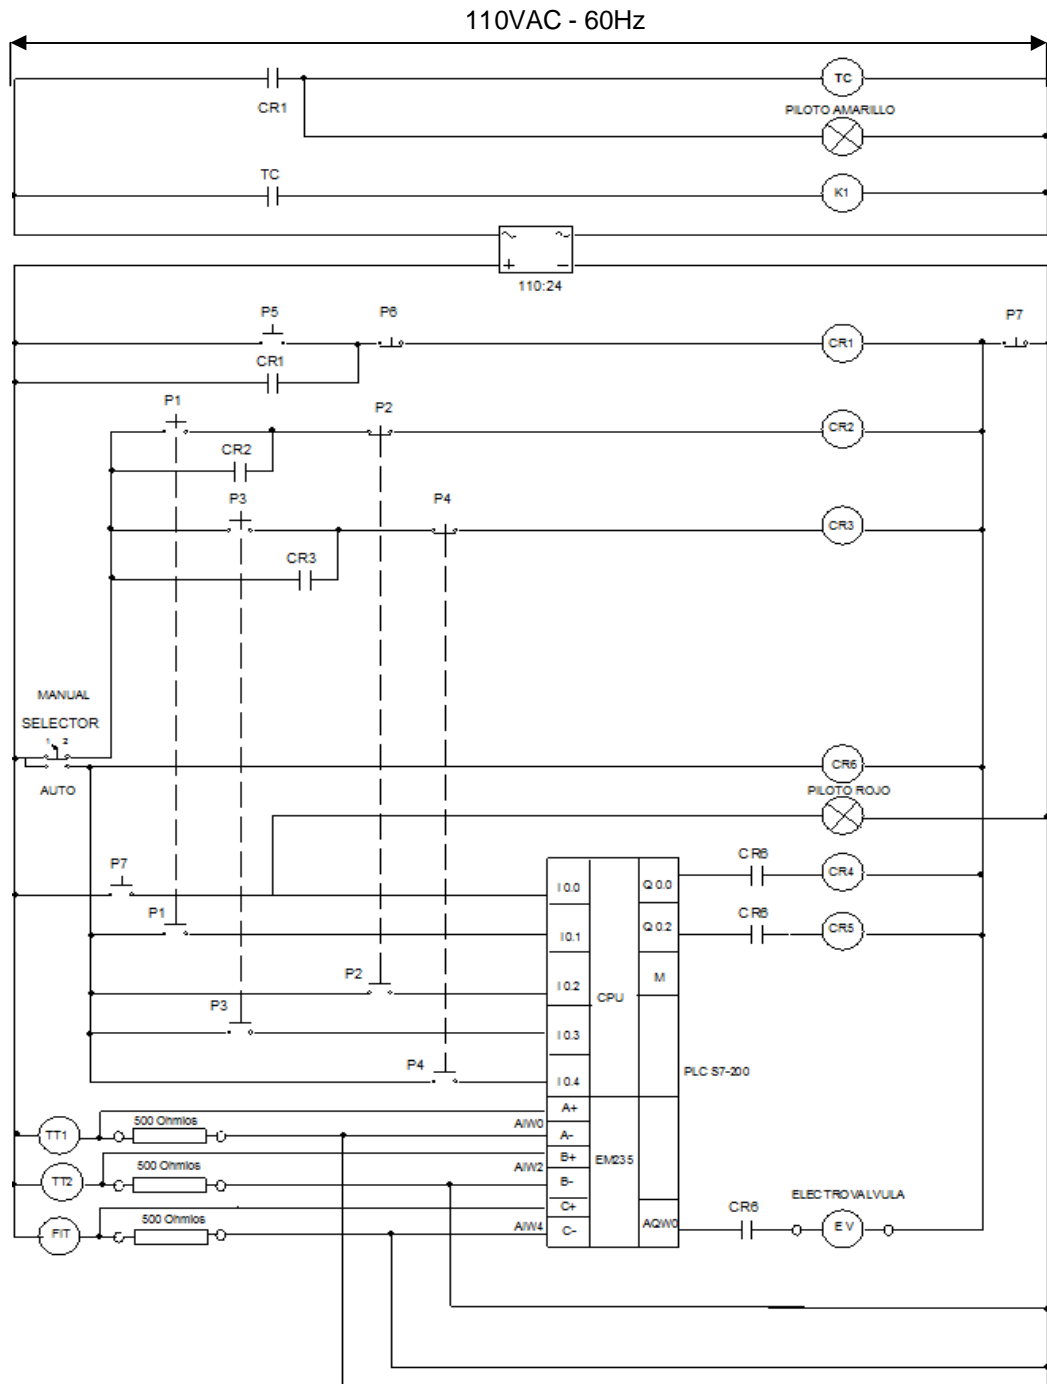 110VAC - 60Hz
TC
CR1
PILOTO AMARILLO
TC
K1
110:24
P5
P6
P7
CR1
CR1
P1
P2
CR2
CR2
P3
P4
CR3
CR3
MANUAL
SELECTOR
1 2
CR6
AUTO
PILOTO ROJO
P7
CR6
CR4
I 0.0
Q 0.0
P1
CR6
CR5
I 0.1
Q 0.2
P2
I 0.2
CPU
M
P3
I 0.3
P4
PLC S7-200
I 0.4
A+
500 Ohmios
AIW0
TT1
A-
B+
EM235
500 Ohmios
AIW2
TT2
B-
C+
ELECTROVALVULA
CR6
500 Ohmios
AIW4
FIT
C-
AQW0
EV